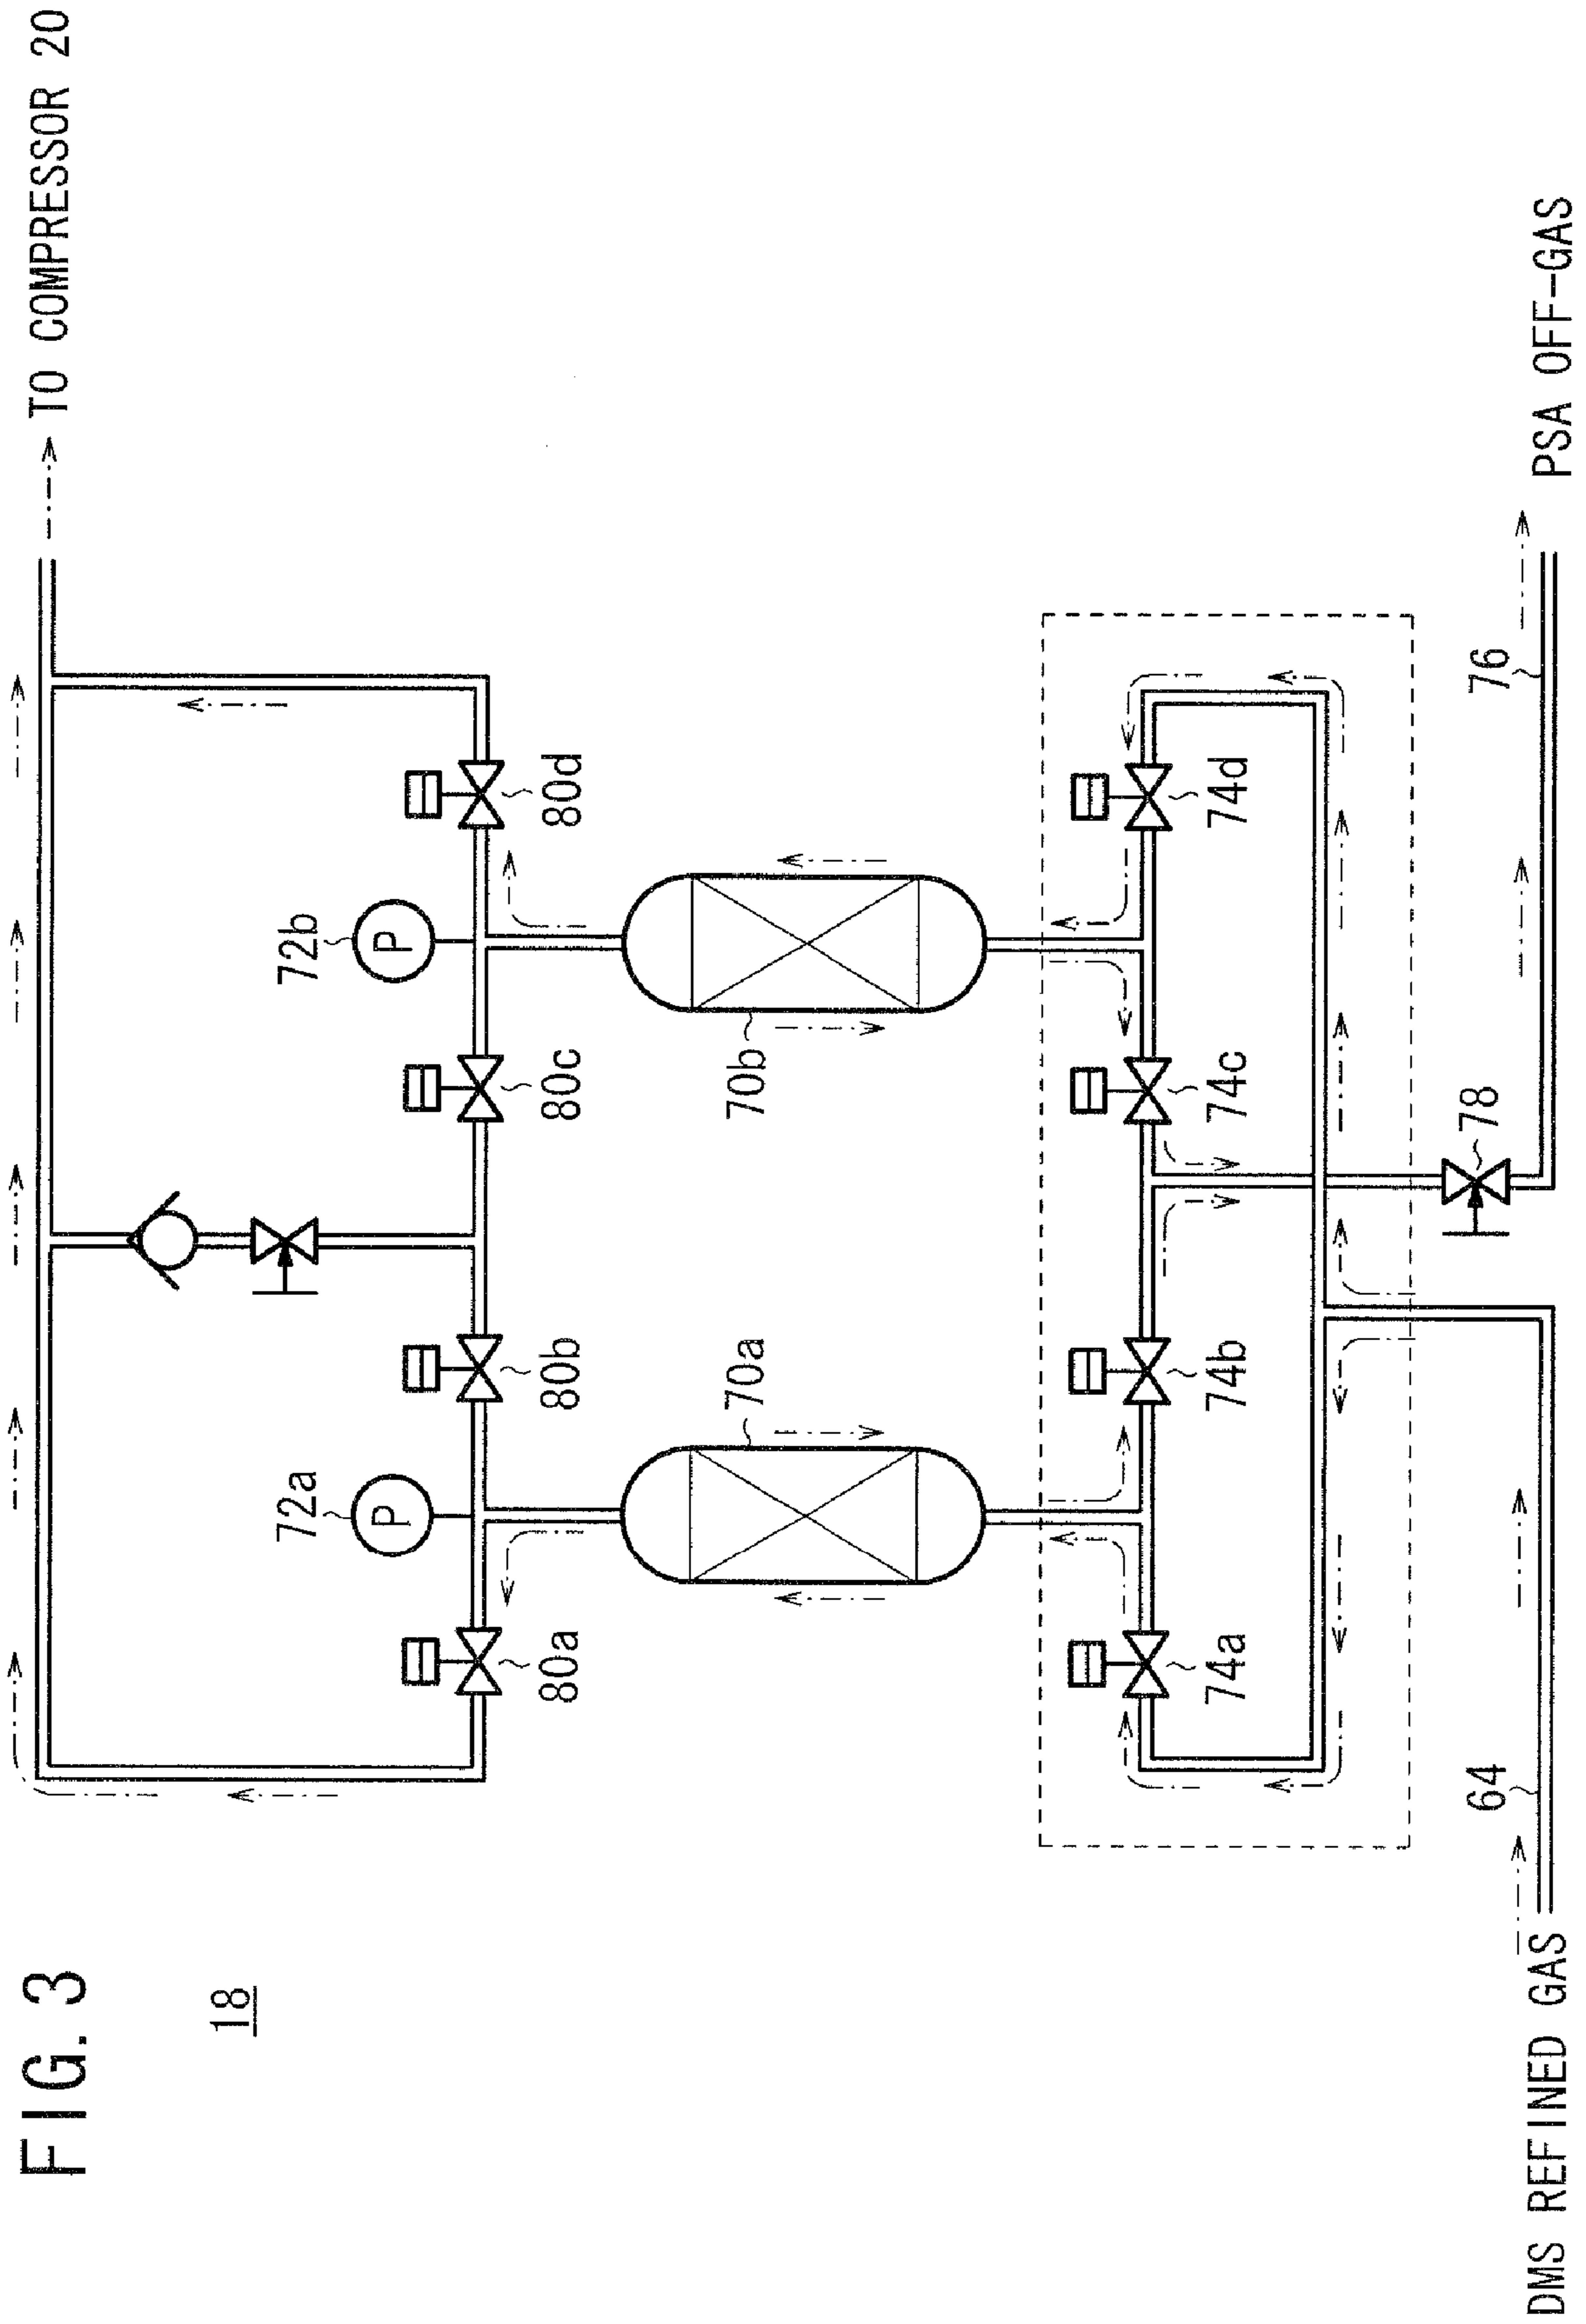 FIG. 3
18
TO COMPRESSOR 20
72a
P
72b
P
80a
80b
80c
80d
70a
70b
74a
74b
74c
74d
78
64
76
DMS REFINED GAS
PSA OFF-GAS